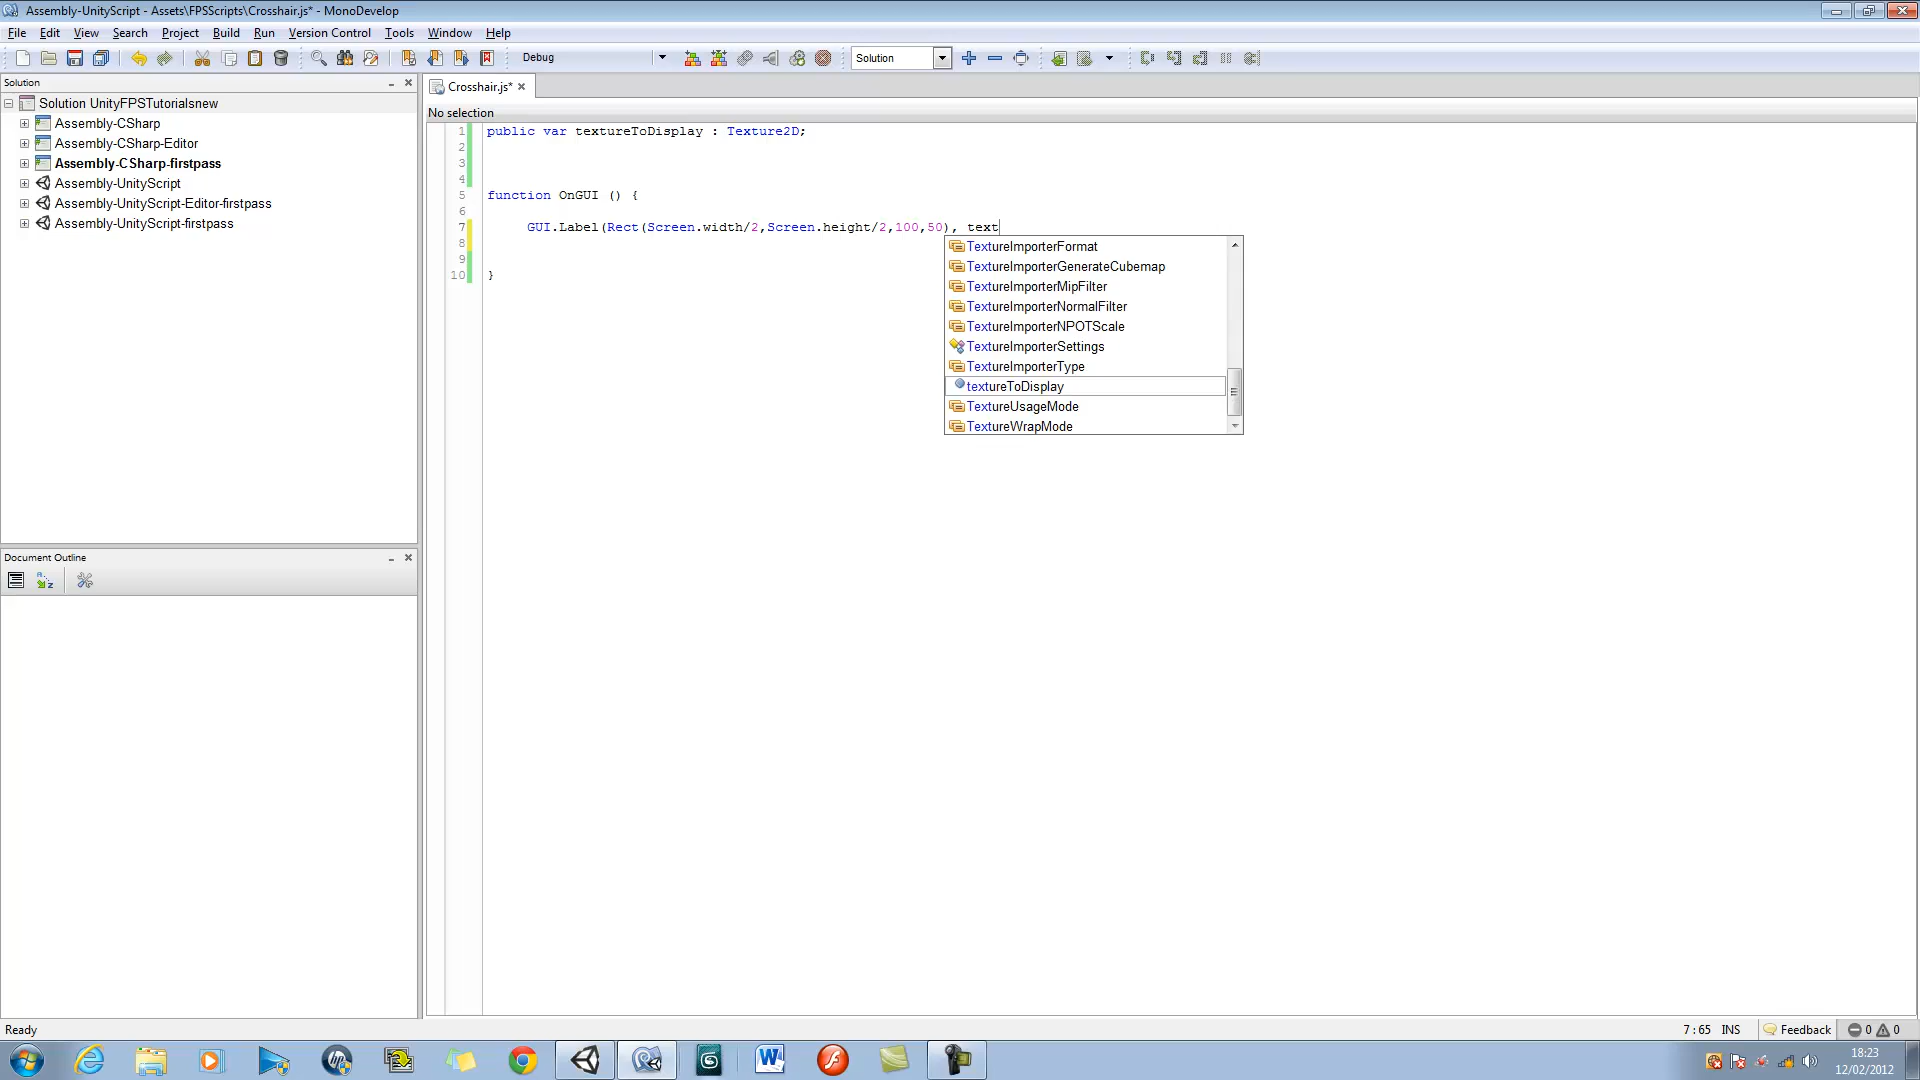 Assembly-UnityScript - Assets\FPSScripts\Crosshair.js* - MonoDevelop
File Edit View Search Project Build Run Version Control Tools Window Help
Debug Solution
Solution
Crosshair.js*
Solution UnityFPSTutorialsnew
Assembly-CSharp
Assembly-CSharp-Editor
Assembly-CSharp-firstpass
Assembly-UnityScript
Assembly-UnityScript-Editor-firstpass
Assembly-UnityScript-firstpass
No selection
1 public var textureToDisplay : Texture2D;
2
3
4
5 function OnGUI () {
6
7 GUI.Label(Rect(Screen.width/2,Screen.height/2,100,50), text
8
9
10 }
TextureImporterFormat
TextureImporterGenerateCubemap
TextureImporterMipFilter
TextureImporterNormalFilter
TextureImporterNPOTScale
TextureImporterSettings
TextureImporterType
textureToDisplay
TextureUsageMode
TextureWrapMode
Document Outline
Ready
7 : 65 INS Feedback 0 0
18:23
12/02/2012